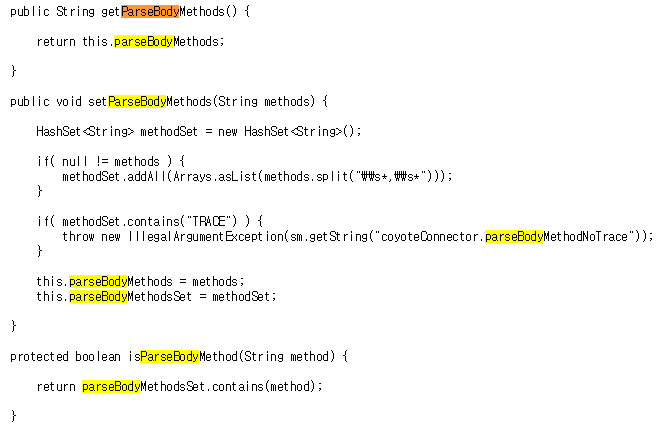 public String getParseBodyMethods() {
return this.parseBodyMethods;
}
public void setParseBodyMethods(String methods) {
HashSet<String> methodSet = new HashSet<String>();
if( null != methods ) {
methodSet.addAll(Arrays.asList(methods.split("₩₩s*,₩₩s*")));
}
if( methodSet.contains("TRACE") ) {
throw new IllegalArgumentException(sm.getString("coyoteConnector.parseBodyMethodNoTrace"));
}
this.parseBodyMethods = methods;
this.parseBodyMethodsSet = methodSet;
}
protected boolean isParseBodyMethod(String method) {
return parseBodyMethodsSet.contains(method);
}